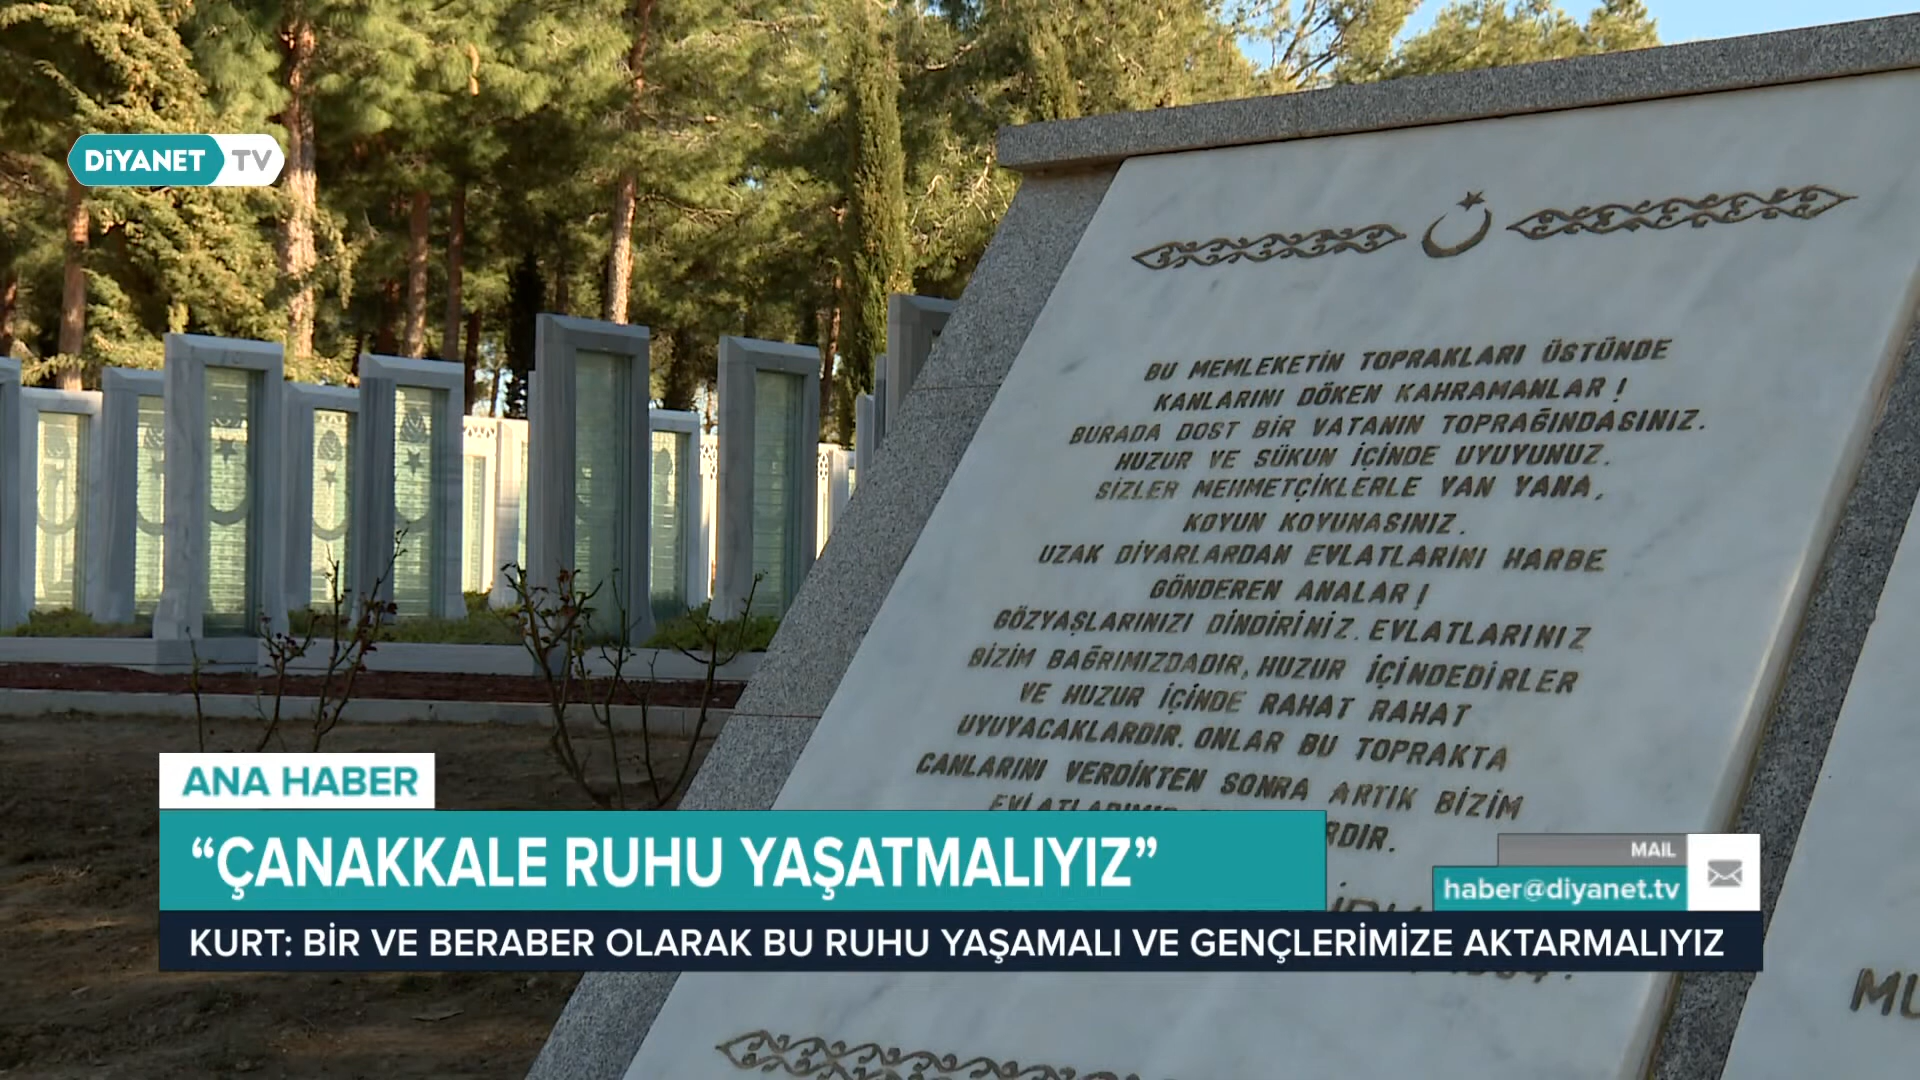 DİYANET TV
BU MEMLEKETİN TOPRAKLARI ÜSTÜNDE
KANLARINI DÖKEN KAHRAMANLAR!
BURADA DOST BİR VATANIN TOPRAĞINDASINIZ.
HUZUR VE SÜKUN İÇİNDE UYUYUNUZ.
SİZLER MEHMETÇİKLERLE YAN YANA,
KOYUN KOYUNASINIZ.
UZAK DİYARLARDAN EVLATLARINI HARBE
GÖNDEREN ANALAR!
GÖZYAŞLARINIZI DİNDİRİNİZ. EVLATLARINIZ
BİZİM BAĞRIMIZDADIR, HUZUR İÇİNDEDİRLER
VE HUZUR İÇİNDE RAHAT RAHAT
UYUYACAKLARDIR. ONLAR BU TOPRAKTA
CANLARINI VERDİKTEN SONRA ARTIK BİZİM
ANA HABER
“ÇANAKKALE RUHU YAŞATMALIYIZ”
MAIL
haber@diyanet.tv
KURT: BİR VE BERABER OLARAK BU RUHU YAŞAMALI VE GENÇLERİMİZE AKTARMALIYIZ